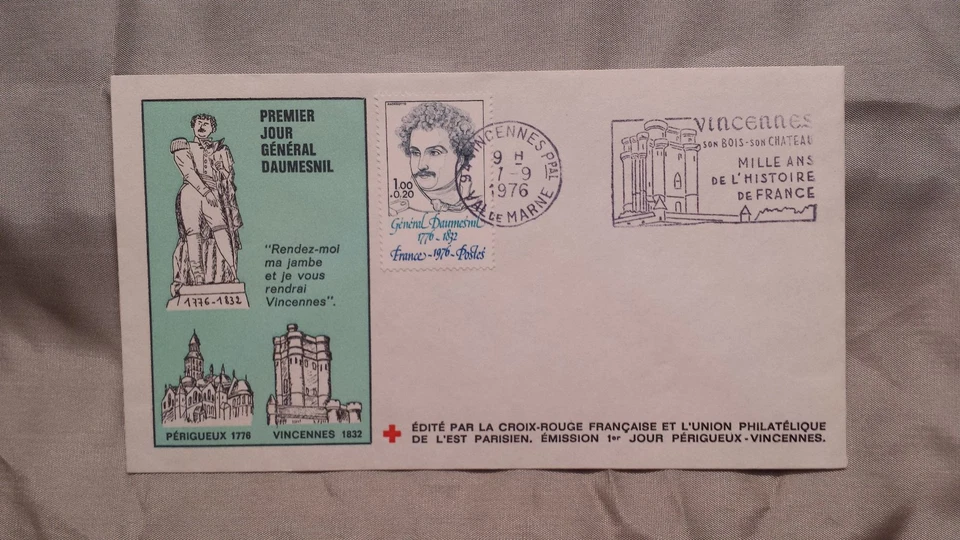 PREMIER
JOUR
GÉNÉRAL
DAUMESNIL
"Rendez-moi
ma jambe
et je vous
rendrai
Vincennes".
1776-1832
PÉRIGUEUX 1776
VINCENNES 1832
1.00
+0.20
Général Daumesnil
1776 - 1832
France - 1976 - Postes
VINCENNES PPAL
9 H
-9
1976
VAL DE MARNE
VINCENNES
SON BOIS - SON CHATEAU
MILLE ANS
DE L'HISTOIRE
DE FRANCE
ÉDITÉ PAR LA CROIX-ROUGE FRANÇAISE ET L'UNION PHILATÉLIQUE
DE L'EST PARISIEN. ÉMISSION 1er JOUR PÉRIGUEUX-VINCENNES.